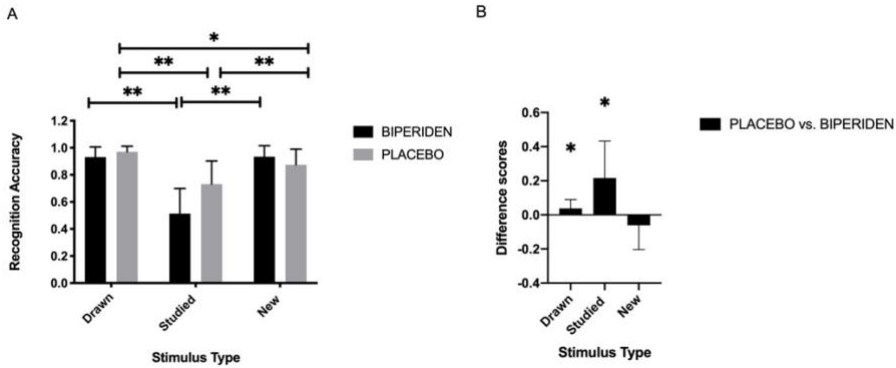 A
*
** **
** **
Recognition Accuracy
1.2
1.0
0.8
0.6
0.4
0.2
0.0
Drawn
Studied
New
Stimulus Type
BIPERIDEN
PLACEBO
B
Difference scores
0.6
0.4
0.2
0.0
-0.2
-0.4
*
*
Drawn
Studied
New
Stimulus Type
PLACEBO vs. BIPERIDEN